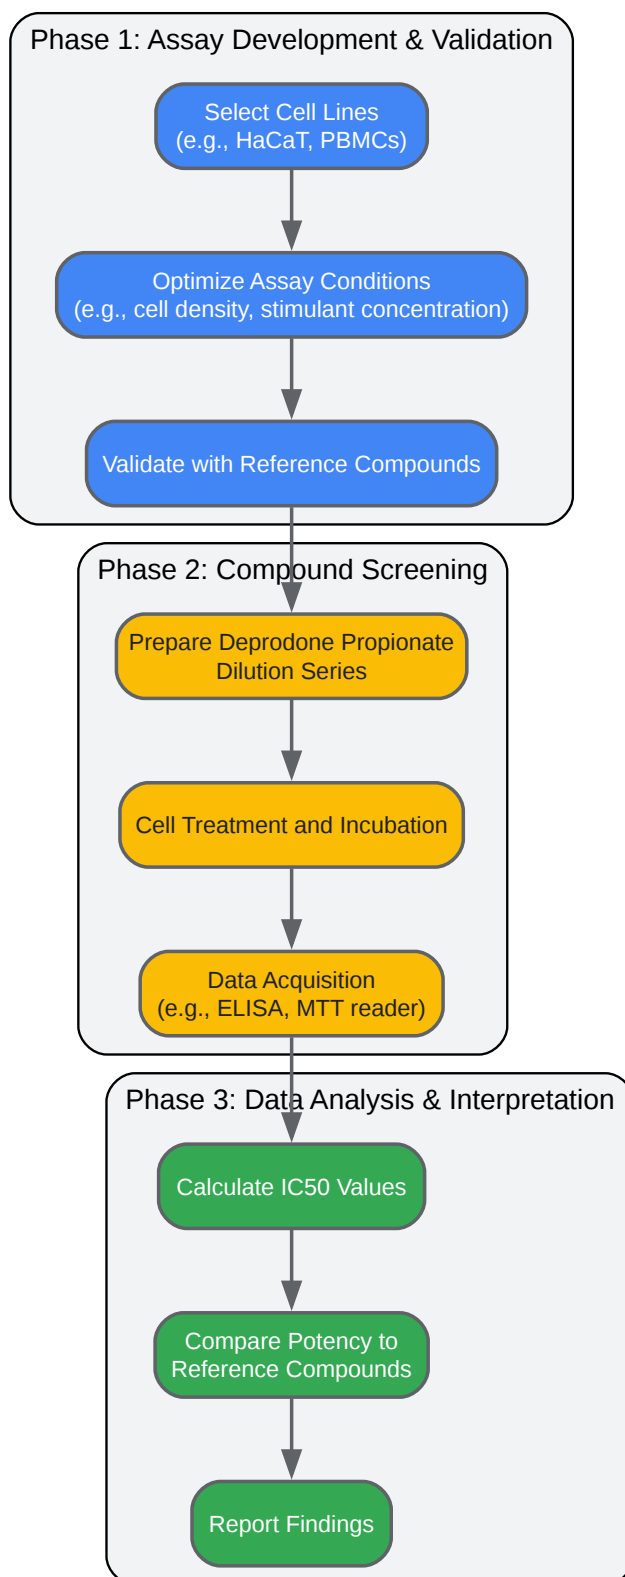 Phase 1: Assay Development & Validation
Select Cell Lines
(e.g., HaCaT, PBMCs)
Optimize Assay Conditions
(e.g., cell density, stimulant concentration)
Validate with Reference Compounds
Phase 2: Compound Screening
Prepare Deprodone Propionate
Dilution Series
Cell Treatment and Incubation
Data Acquisition
(e.g., ELISA, MTT reader)
Phase 3: Data Analysis & Interpretation
Calculate IC50 Values
Compare Potency to
Reference Compounds
Report Findings